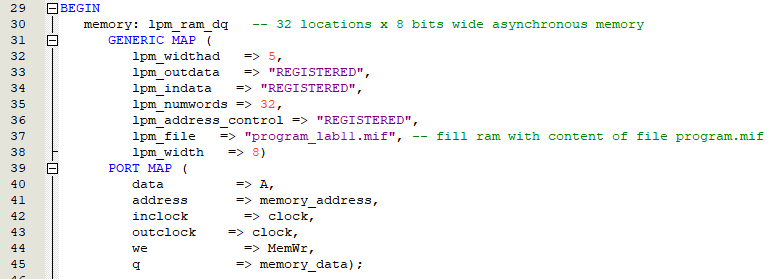 29 BEGIN
30 memory: lpm_ram_dq -- 32 locations x 8 bits wide asynchronous memory
31 GENERIC MAP (
32 lpm_widthad => 5,
33 lpm_outdata => "REGISTERED",
34 lpm_indata => "REGISTERED",
35 lpm_numwords => 32,
36 lpm_address_control => "REGISTERED",
37 lpm_file => "program_lab11.mif", -- fill ram with content of file program.mif
38 lpm_width => 8)
39 PORT MAP (
40 data => A,
41 address => memory_address,
42 inclock => clock,
43 outclock => clock,
44 we => MemWr,
45 q => memory_data);